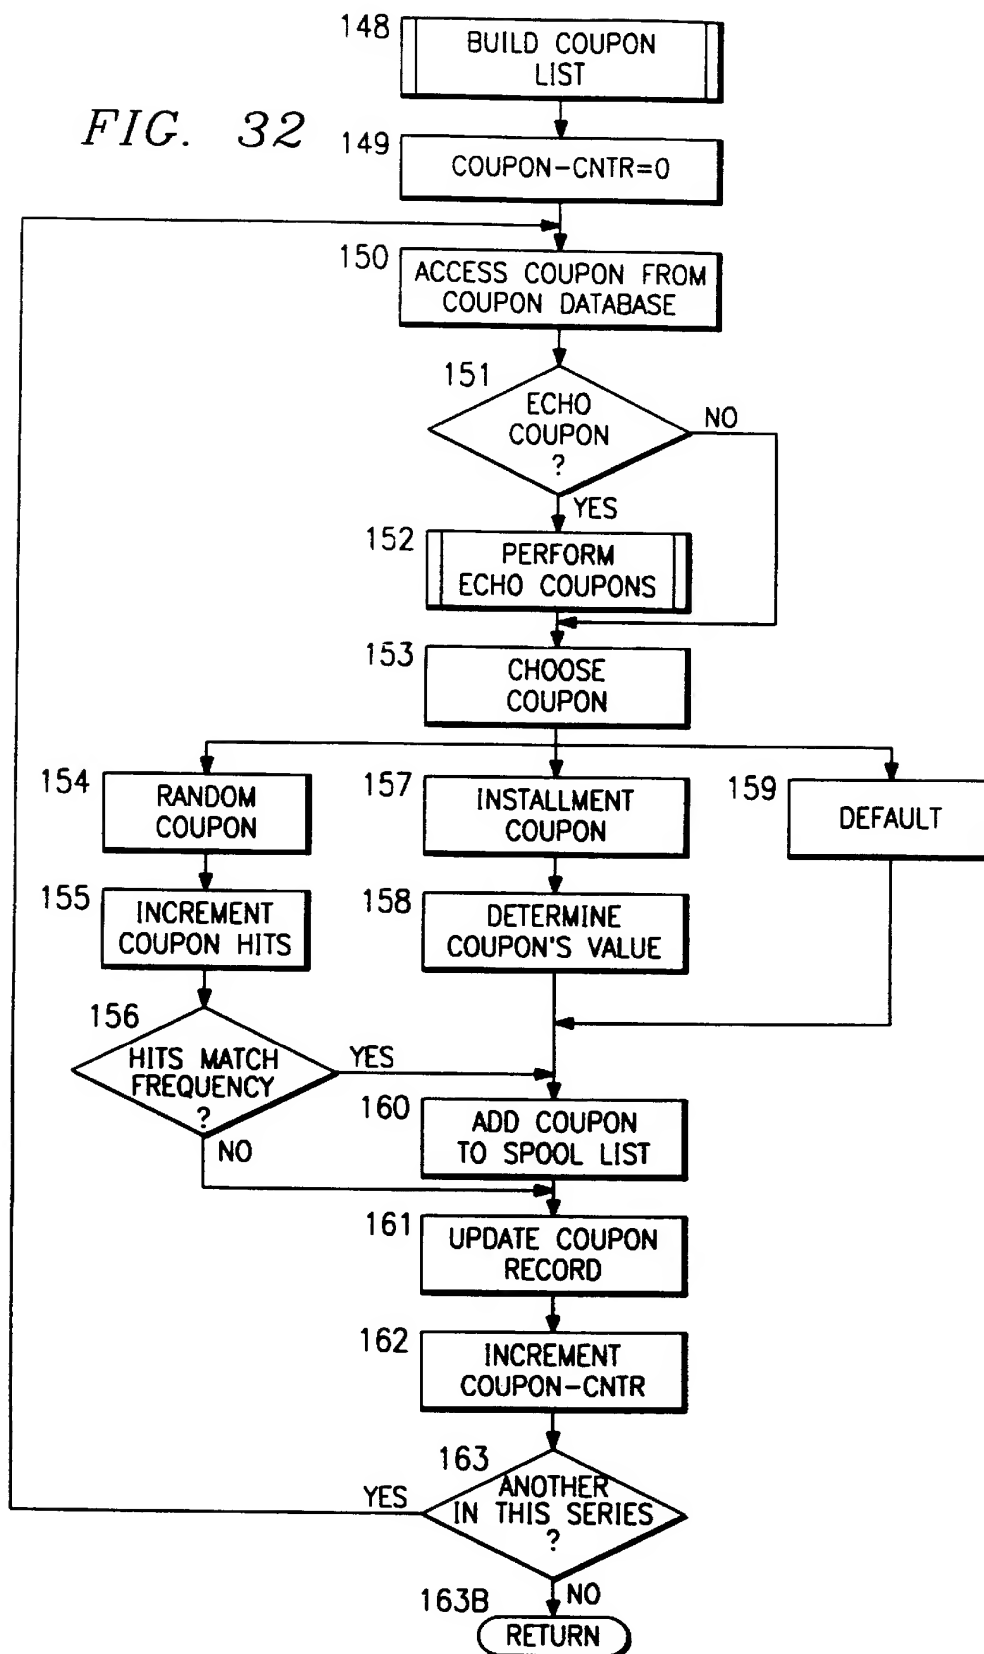 148
BUILD COUPON
LIST
FIG. 32
149
COUPON-CNTR=0
150
ACCESS COUPON FROM
COUPON DATABASE
151
ECHO
COUPON
?
NO
YES
152
PERFORM
ECHO COUPONS
153
CHOOSE
COUPON
154
RANDOM
COUPON
157
INSTALLMENT
COUPON
159
DEFAULT
155
INCREMENT
COUPON HITS
158
DETERMINE
COUPON'S VALUE
156
HITS MATCH
FREQUENCY
?
YES
NO
160
ADD COUPON
TO SPOOL LIST
161
UPDATE COUPON
RECORD
162
INCREMENT
COUPON-CNTR
163
ANOTHER
IN THIS SERIES
?
YES
NO
163B
RETURN